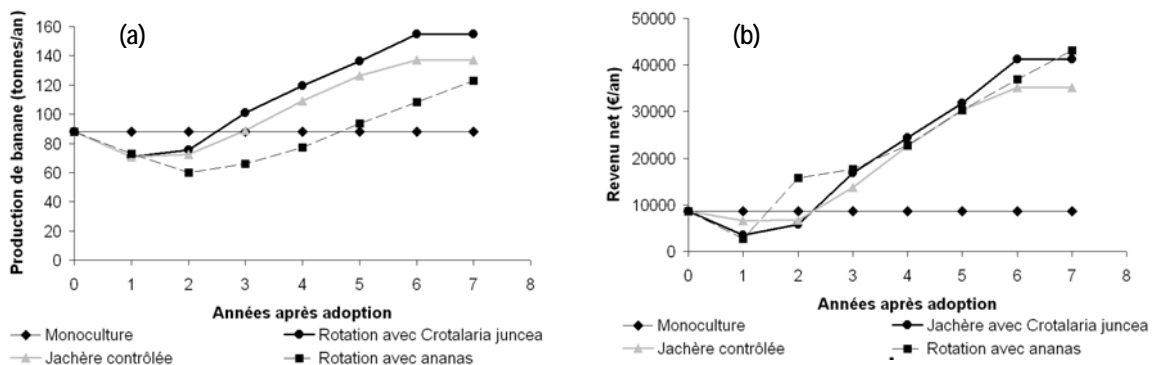 (a)
Production de banane (tonnes/an)
160
140
120
100
80
60
40
20
0
0 1 2 3 4 5 6 7 8
Années après adoption
Monoculture
Rotation avec Crotalaria juncea
Jachère contrôlée
Rotation avec ananas
(b)
Revenu net (€/an)
50000
40000
30000
20000
10000
0
0 1 2 3 4 5 6 7 8
Années après adoption
Monoculture
Jachère avec Crotalaria juncea
Jachère contrôlée
Rotation avec ananas